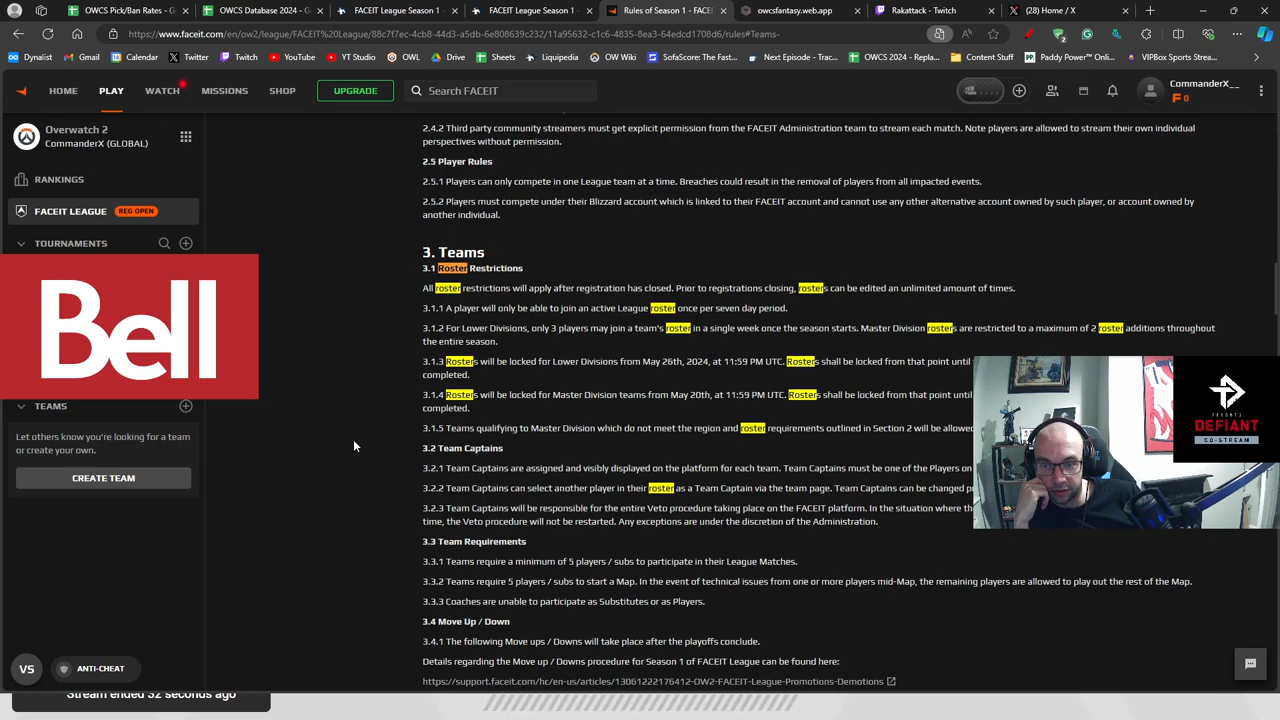 OWCS Pick/Ban Rates - G
OWCS Database 2024 - G
FACEIT League Season 1
FACEIT League Season 1 -
Rules of Season 1 - FACEI
owcsfantasy.web.app
Rakattack - Twitch
(28) Home / X
https://www.faceit.com/en/ow2/league/FACEIT%20League/88c7f7ec-4cb8-44d3-a5db-6e808639c232/11a95632-c1c6-4835-8ea3-64edcd1708d6/rules#Teams-
Dynalist
Gmail
Calendar
Twitter
Twitch
YouTube
YT Studio
OWL
Drive
Sheets
Liquipedia
OW Wiki
SofaScore: The Fast...
Next Episode - Trac...
OWCS 2024 - Repla...
Content Stuff
Paddy Power™ Onl...
VIPBox Sports Strea...
HOME
PLAY
WATCH
MISSIONS
SHOP
UPGRADE
Search FACEIT
CommanderX__
F 0
Overwatch 2
CommanderX (GLOBAL)
RANKINGS
FACEIT LEAGUE
REG OPEN
TOURNAMENTS
Bell
TEAMS
Let others know you're looking for a team
or create your own.
CREATE TEAM
VS
ANTI-CHEAT
Stream ended 32 seconds ago
2.4.2 Third party community streamers must get explicit permission from the FACEIT Administration team to stream each match. Note players are allowed to stream their own individual
perspectives without permission.
2.5 Player Rules
2.5.1 Players can only compete in one League team at a time. Breaches could result in the removal of players from all impacted events.
2.5.2 Players must compete under their Blizzard account which is linked to their FACEIT account and cannot use any other alternative account owned by such player, or account owned by
another individual.
3. Teams
3.1 Roster Restrictions
All roster restrictions will apply after registration has closed. Prior to registrations closing, rosters can be edited an unlimited amount of times.
3.1.1 A player will only be able to join an active League roster once per seven day period.
3.1.2 For Lower Divisions, only 3 players may join a team's roster in a single week once the season starts. Master Division rosters are restricted to a maximum of 2 roster additions throughout
the entire season.
3.1.3 Rosters will be locked for Lower Divisions from May 26th, 2024, at 11:59 PM UTC. Rosters shall be locked from that point until
completed.
3.1.4 Rosters will be locked for Master Division teams from May 20th, at 11:59 PM UTC. Rosters shall be locked from that point until
completed.
3.1.5 Teams qualifying to Master Division which do not meet the region and roster requirements outlined in Section 2 will be allowed
3.2 Team Captains
3.2.1 Team Captains are assigned and visibly displayed on the platform for each team. Team Captains must be one of the Players on
3.2.2 Team Captains can select another player in their roster as a Team Captain via the team page. Team Captains can be changed
3.2.3 Team Captains will be responsible for the entire Veto procedure taking place on the FACEIT platform. In the situation where the
time, the Veto procedure will not be restarted. Any exceptions are under the discretion of the Administration.
3.3 Team Requirements
3.3.1 Teams require a minimum of 5 players / subs to participate in their League Matches.
3.3.2 Teams require 5 players / subs to start a Map. In the event of technical issues from one or more players mid-Map, the remaining players are allowed to play out the rest of the Map.
3.3.3 Coaches are unable to participate as Substitutes or as Players.
3.4 Move Up / Down
3.4.1 The following Move ups / Downs will take place after the playoffs conclude.
Details regarding the Move up / Downs procedure for Season 1 of FACEIT League can be found here:
https://support.faceit.com/hc/en-us/articles/13061222176412-OW2-FACEIT-League-Promotions-Demotions
TORONTO
DEFIANT
CO-STREAM